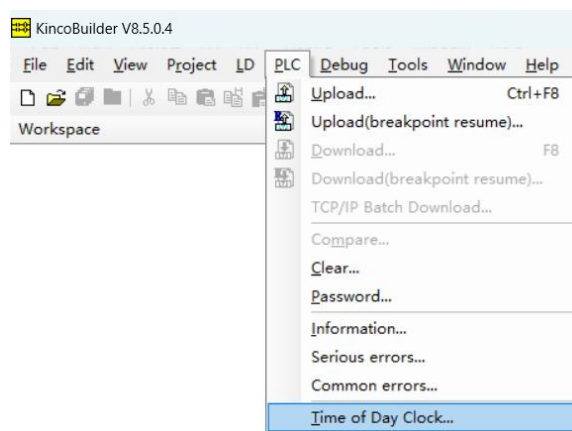 KincoBuilder V8.5.0.4
File Edit View Project LD PLC Debug Tools Window Help
Workspace
Upload... Ctrl+F8
Upload(breakpoint resume)...
Download... F8
Download(breakpoint resume)...
TCP/IP Batch Download...
Compare...
Clear...
Password...
Information...
Serious errors...
Common errors...
Time of Day Clock...